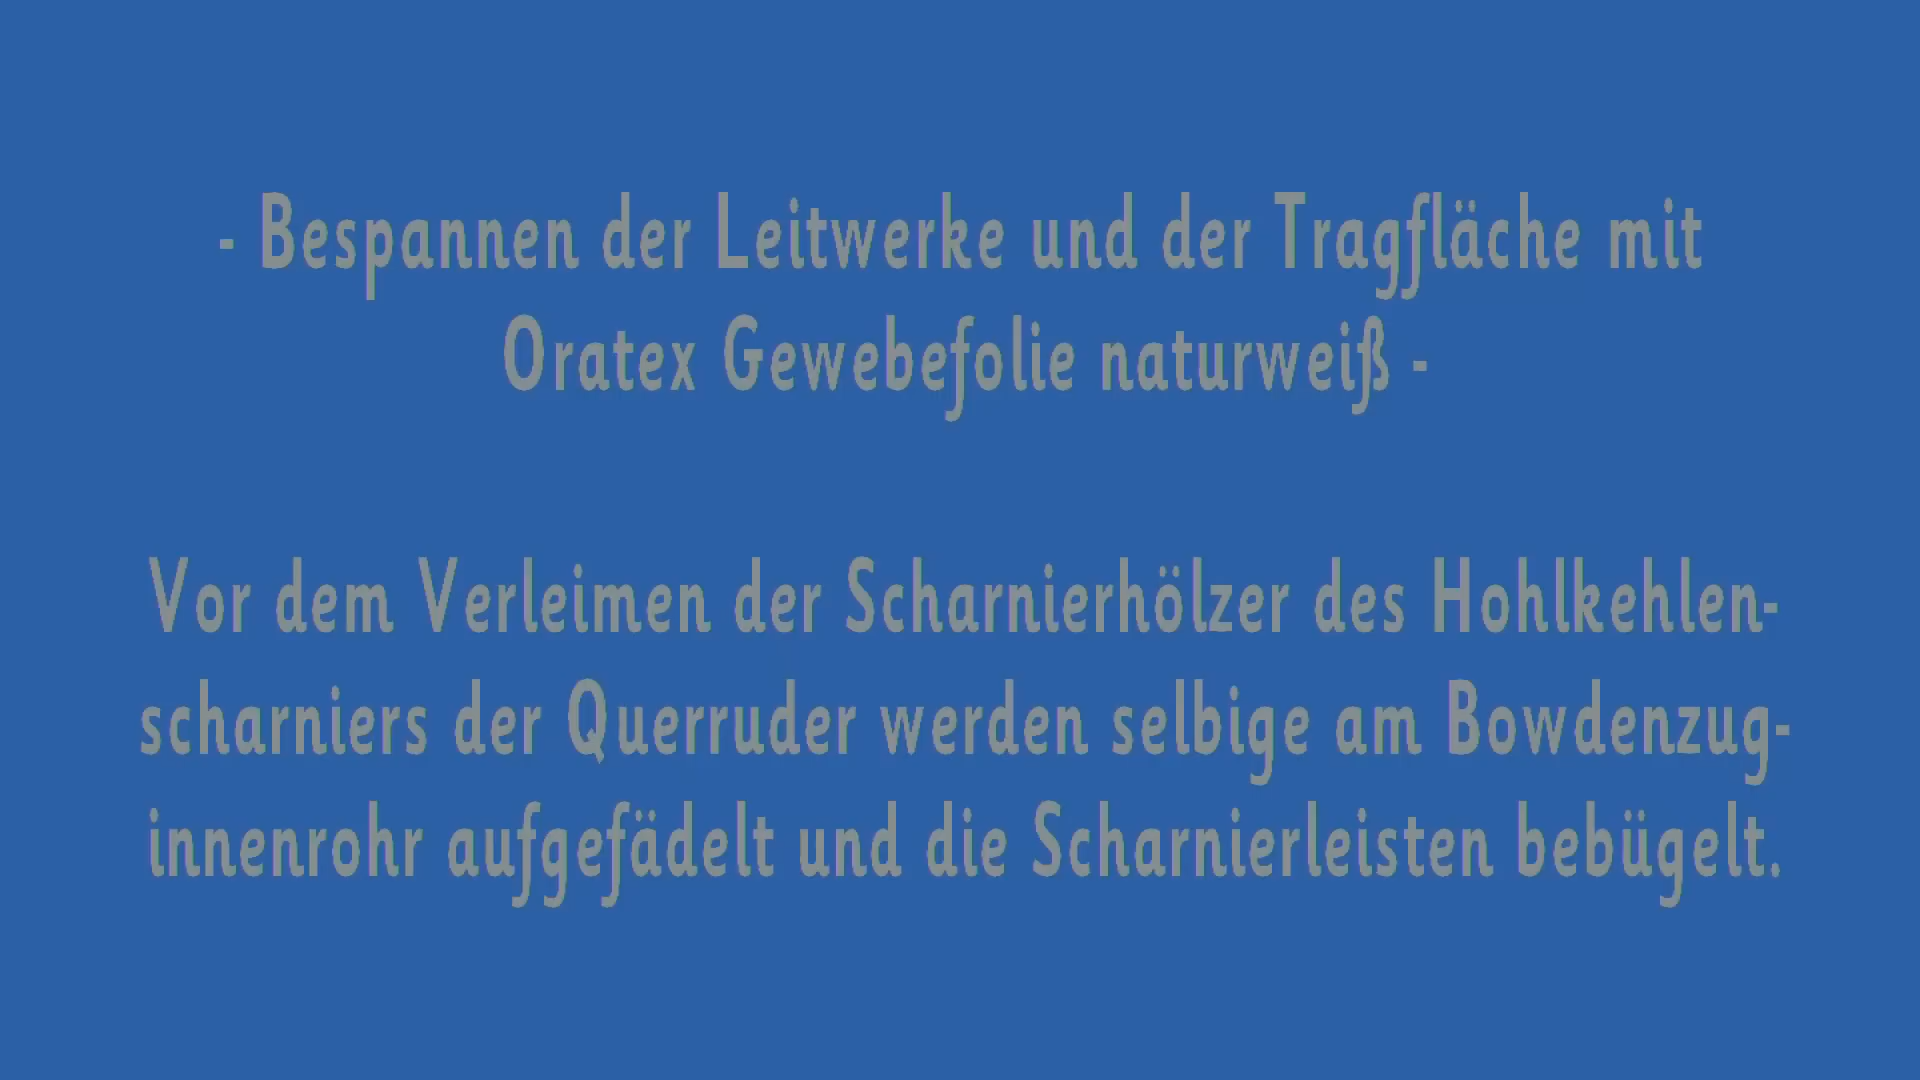 - Bespannen der Leitwerke und der Tragfläche mit
Oratex Gewebefolie naturweiß -
Vor dem Verleimen der Scharnierhölzer des Hohlkehlen-
scharniers der Querruder werden selbige am Bowdenzug-
innenrohr aufgefädelt und die Scharnierleisten bebügelt.